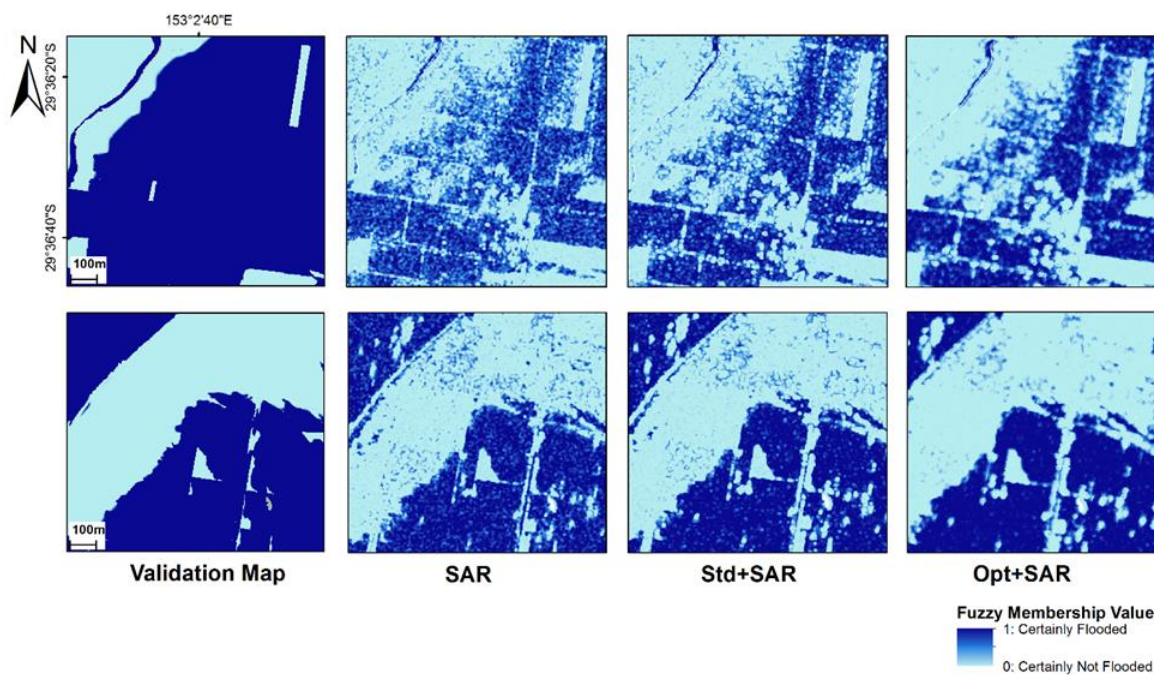 153°2'40"E
N
29°36'20"S
29°36'40"S
100m
100m
Validation Map
SAR
Std+SAR
Opt+SAR
Fuzzy Membership Value
1: Certainly Flooded
0: Certainly Not Flooded